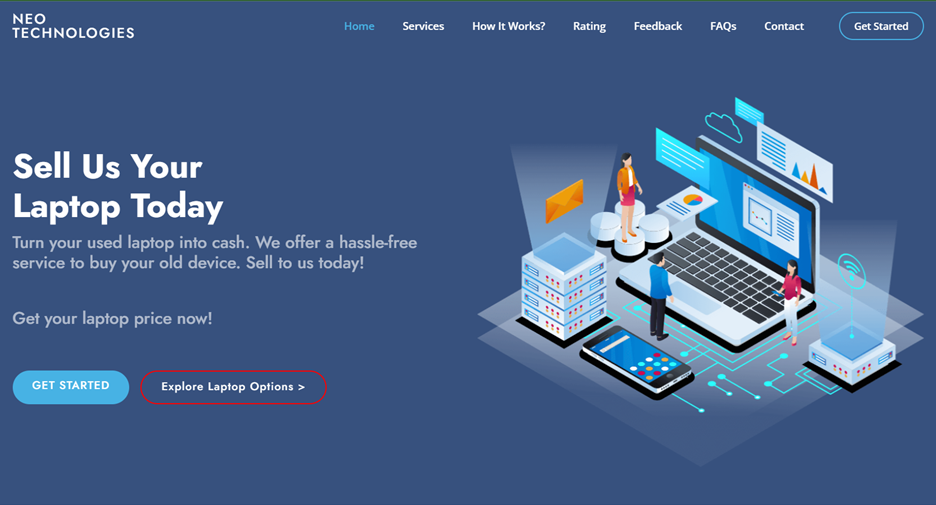 NEO
TECHNOLOGIES
Home
Services
How It Works?
Rating
Feedback
FAQs
Contact
Get Started
Sell Us Your
Laptop Today
Turn your used laptop into cash. We offer a hassle-free
service to buy your old device. Sell to us today!
Get your laptop price now!
GET STARTED
Explore Laptop Options >